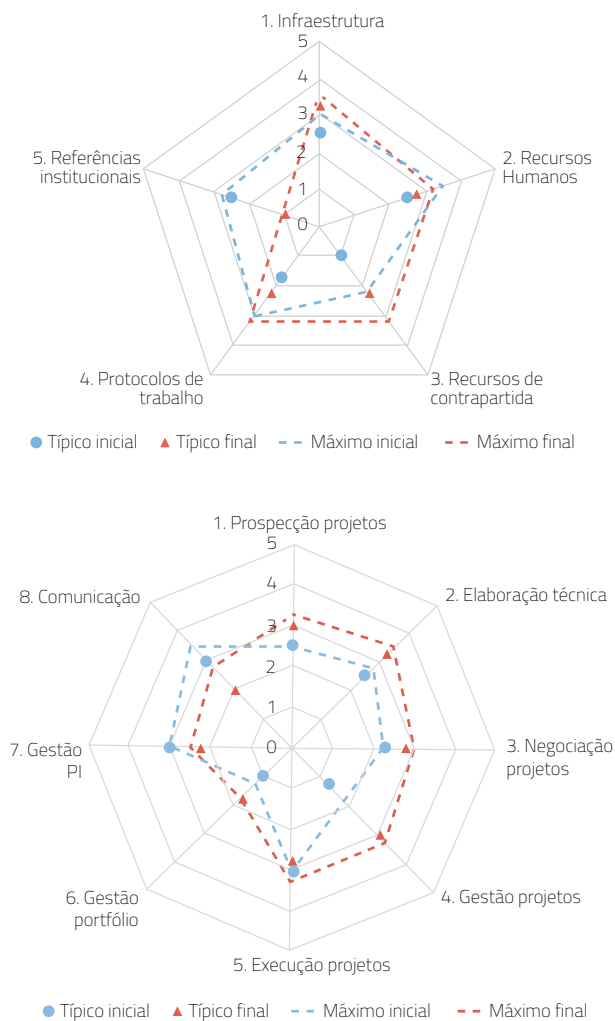 1. Infraestrutura
5
4
3
2
1
0
2. Recursos
Humanos
5. Referências
institucionais
4. Protocolos de
trabalho
3. Recursos de
contrapartida
Típico inicial Típico final Máximo inicial Máximo final
1. Prospecção projetos
5
4
3
2
1
0
8. Comunicação
2. Elaboração técnica
7. Gestão
PI
3. Negociação
projetos
6. Gestão
portfólio
4. Gestão projetos
5. Execução projetos
Típico inicial Típico final Máximo inicial Máximo final